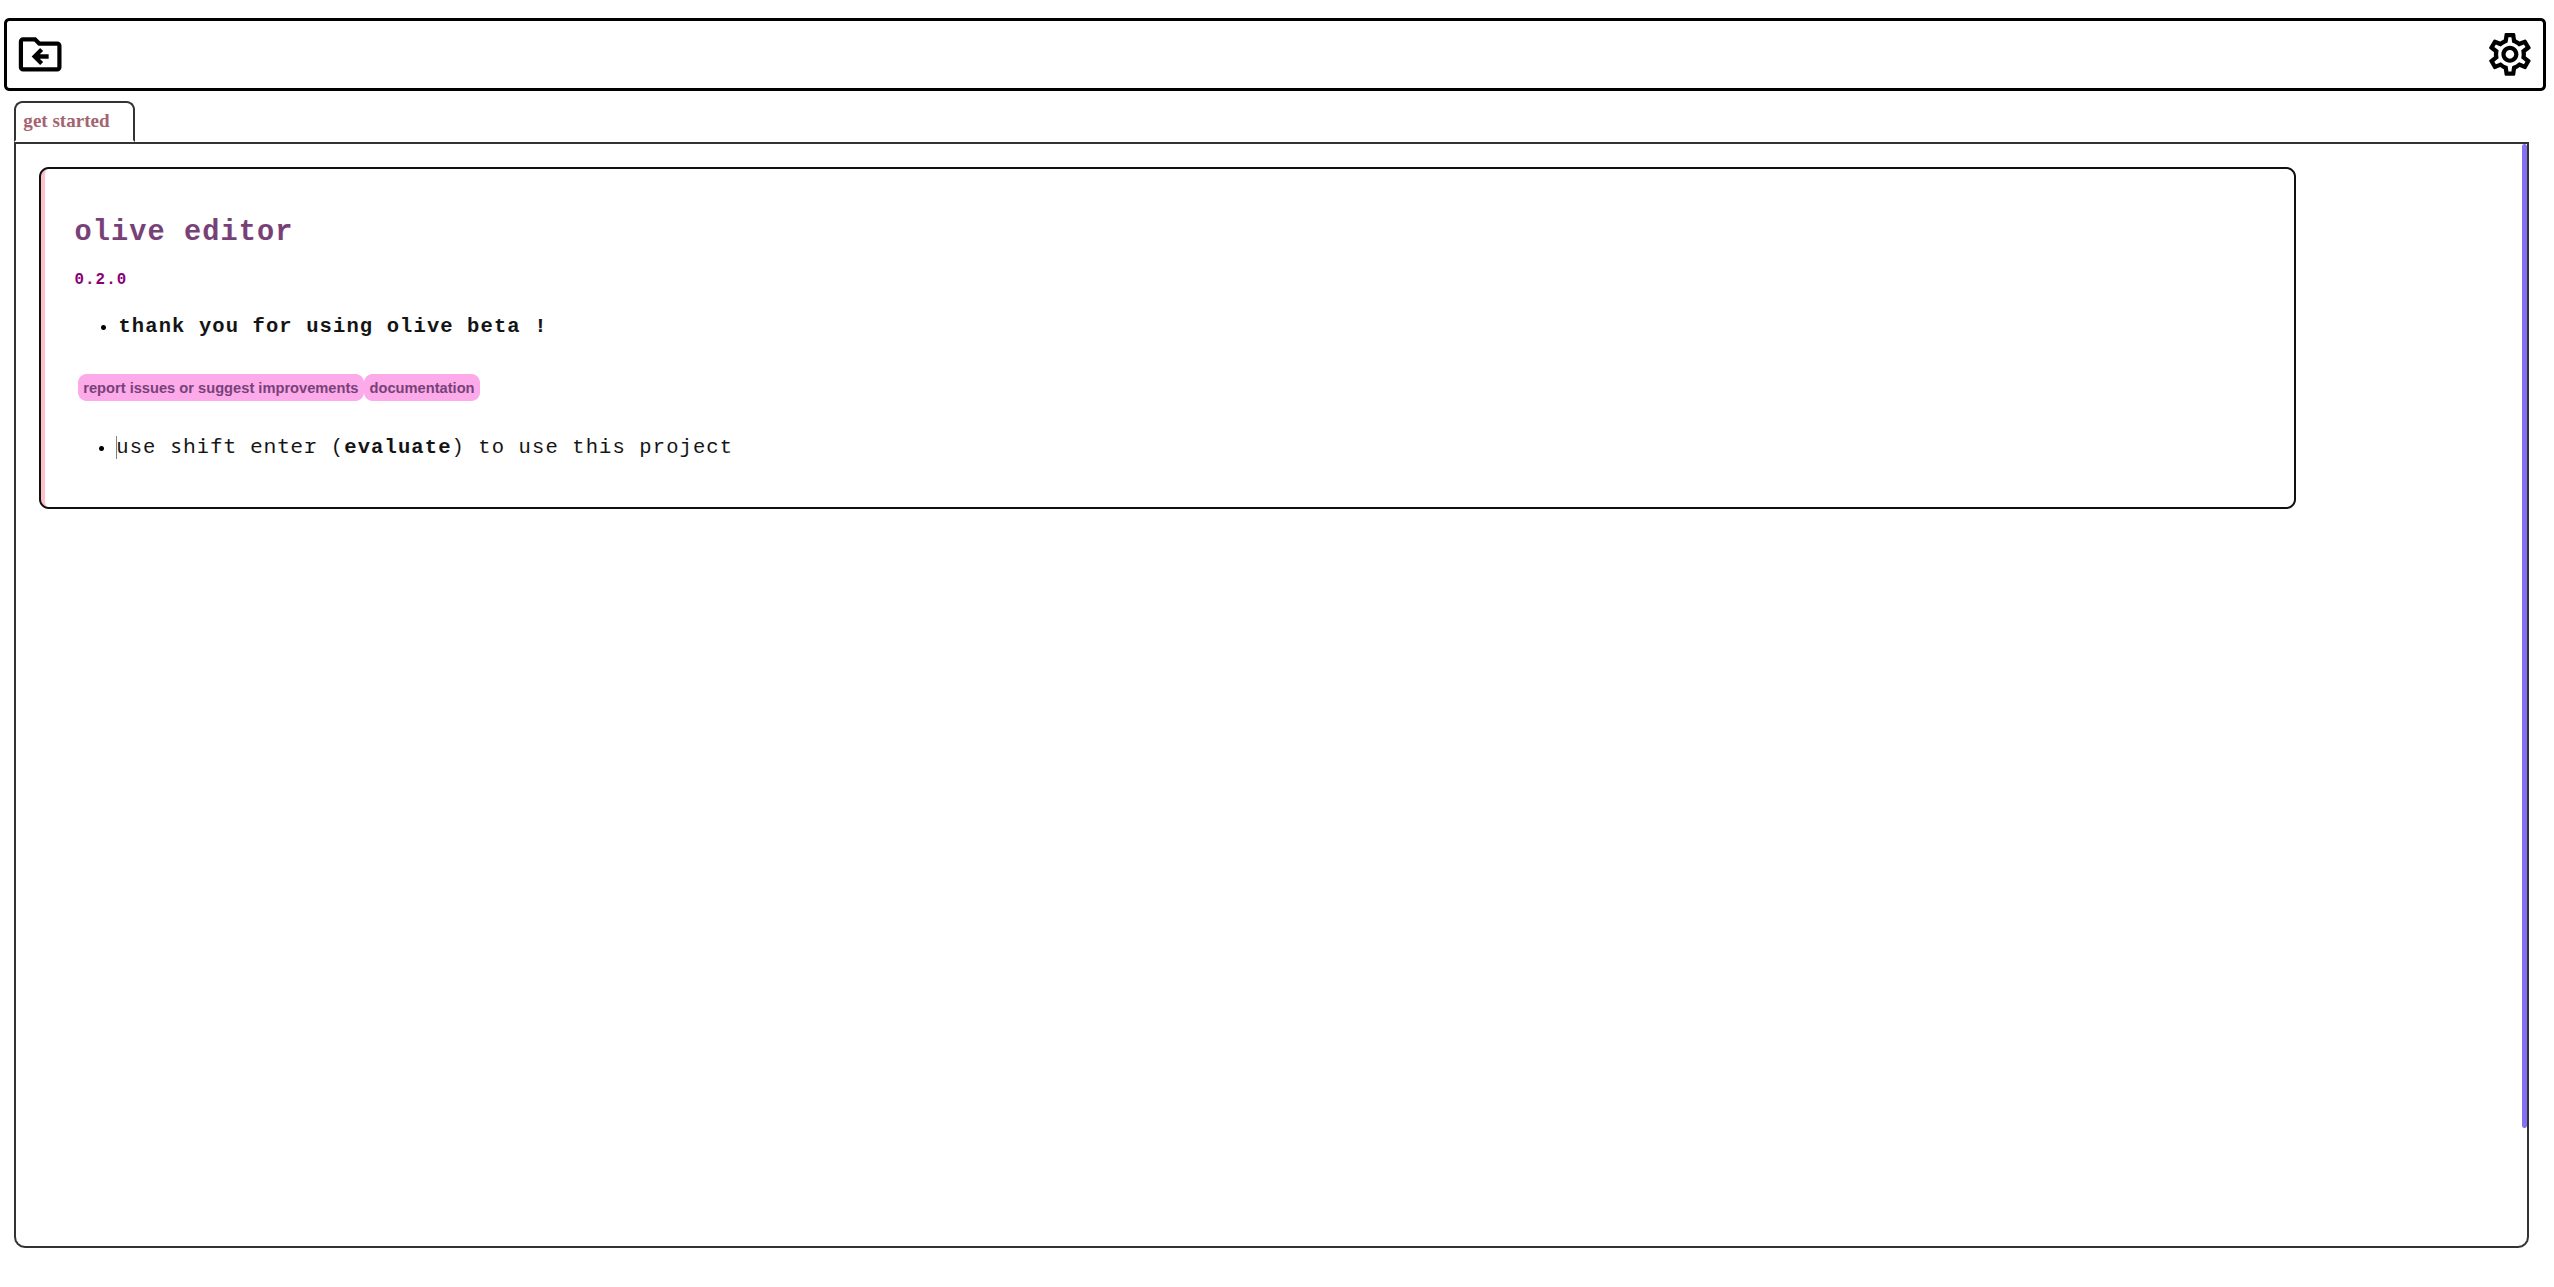 get started
olive editor
0.2.0
thank you for using olive beta !
report issues or suggest improvements documentation
use shift enter (evaluate) to use this project